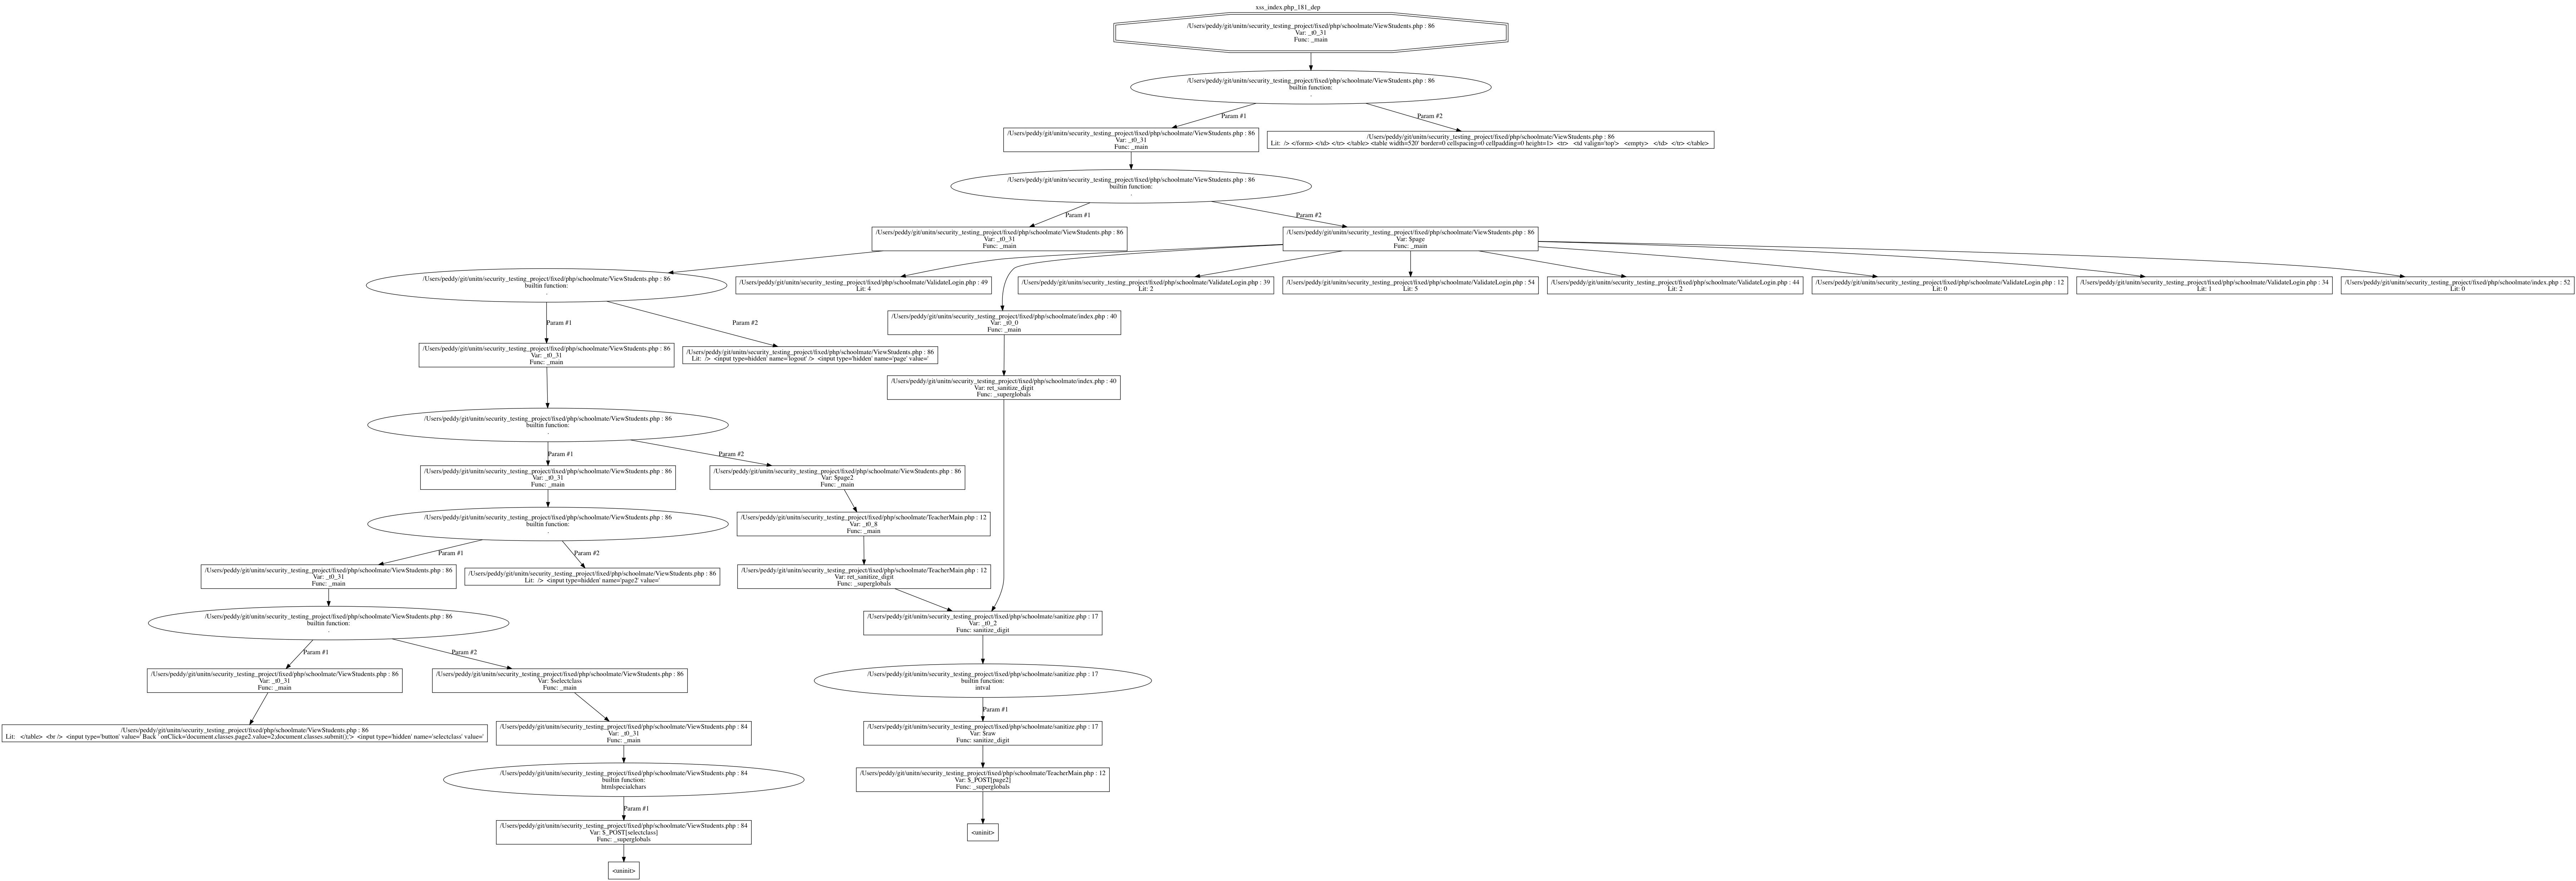 xss_index.php_181_dep
/Users/peddy/git/unitn/security_testing_project/fixed/php/schoolmate/ViewStudents.php : 86
Var: _t0_31
Func: _main
/Users/peddy/git/unitn/security_testing_project/fixed/php/schoolmate/ViewStudents.php : 86
builtin function:
.
Param #1
Param #2
/Users/peddy/git/unitn/security_testing_project/fixed/php/schoolmate/ViewStudents.php : 86
Var: _t0_31
Func: _main
/Users/peddy/git/unitn/security_testing_project/fixed/php/schoolmate/ViewStudents.php : 86
Lit:  /> </form> </td> </tr> </table> <table width=520' border=0 cellspacing=0 cellpadding=0 height=1>  <tr>   <td valign='top'>   <empty>   </td>  </tr> </table>
/Users/peddy/git/unitn/security_testing_project/fixed/php/schoolmate/ViewStudents.php : 86
builtin function:
.
Param #1
Param #2
/Users/peddy/git/unitn/security_testing_project/fixed/php/schoolmate/ViewStudents.php : 86
Var: _t0_31
Func: _main
/Users/peddy/git/unitn/security_testing_project/fixed/php/schoolmate/ViewStudents.php : 86
Var: $page
Func: _main
/Users/peddy/git/unitn/security_testing_project/fixed/php/schoolmate/ViewStudents.php : 86
builtin function:
.
/Users/peddy/git/unitn/security_testing_project/fixed/php/schoolmate/ValidateLogin.php : 49
Lit: 4
/Users/peddy/git/unitn/security_testing_project/fixed/php/schoolmate/ValidateLogin.php : 39
Lit: 2
/Users/peddy/git/unitn/security_testing_project/fixed/php/schoolmate/ValidateLogin.php : 54
Lit: 5
/Users/peddy/git/unitn/security_testing_project/fixed/php/schoolmate/ValidateLogin.php : 44
Lit: 2
/Users/peddy/git/unitn/security_testing_project/fixed/php/schoolmate/ValidateLogin.php : 12
Lit: 0
/Users/peddy/git/unitn/security_testing_project/fixed/php/schoolmate/ValidateLogin.php : 34
Lit: 1
/Users/peddy/git/unitn/security_testing_project/fixed/php/schoolmate/index.php : 52
Lit: 0
Param #1
Param #2
/Users/peddy/git/unitn/security_testing_project/fixed/php/schoolmate/index.php : 40
Var: _t0_0
Func: _main
/Users/peddy/git/unitn/security_testing_project/fixed/php/schoolmate/ViewStudents.php : 86
Var: _t0_31
Func: _main
/Users/peddy/git/unitn/security_testing_project/fixed/php/schoolmate/ViewStudents.php : 86
Lit:  />  <input type=hidden' name='logout' />  <input type='hidden' name='page' value='
/Users/peddy/git/unitn/security_testing_project/fixed/php/schoolmate/index.php : 40
Var: ret_sanitize_digit
Func: _superglobals
/Users/peddy/git/unitn/security_testing_project/fixed/php/schoolmate/ViewStudents.php : 86
builtin function:
.
Param #1
Param #2
/Users/peddy/git/unitn/security_testing_project/fixed/php/schoolmate/ViewStudents.php : 86
Var: _t0_31
Func: _main
/Users/peddy/git/unitn/security_testing_project/fixed/php/schoolmate/ViewStudents.php : 86
Var: $page2
Func: _main
/Users/peddy/git/unitn/security_testing_project/fixed/php/schoolmate/ViewStudents.php : 86
builtin function:
.
/Users/peddy/git/unitn/security_testing_project/fixed/php/schoolmate/TeacherMain.php : 12
Var: _t0_8
Func: _main
Param #1
Param #2
/Users/peddy/git/unitn/security_testing_project/fixed/php/schoolmate/ViewStudents.php : 86
Var: _t0_31
Func: _main
/Users/peddy/git/unitn/security_testing_project/fixed/php/schoolmate/ViewStudents.php : 86
Lit:  />  <input type=hidden' name='page2' value='
/Users/peddy/git/unitn/security_testing_project/fixed/php/schoolmate/TeacherMain.php : 12
Var: ret_sanitize_digit
Func: _superglobals
/Users/peddy/git/unitn/security_testing_project/fixed/php/schoolmate/ViewStudents.php : 86
builtin function:
.
/Users/peddy/git/unitn/security_testing_project/fixed/php/schoolmate/sanitize.php : 17
Var: _t0_2
Func: sanitize_digit
Param #1
Param #2
/Users/peddy/git/unitn/security_testing_project/fixed/php/schoolmate/ViewStudents.php : 86
Var: _t0_31
Func: _main
/Users/peddy/git/unitn/security_testing_project/fixed/php/schoolmate/ViewStudents.php : 86
Var: $selectclass
Func: _main
/Users/peddy/git/unitn/security_testing_project/fixed/php/schoolmate/sanitize.php : 17
builtin function:
intval
Param #1
/Users/peddy/git/unitn/security_testing_project/fixed/php/schoolmate/ViewStudents.php : 86
Lit:   </table>  <br />  <input type='button' value=' Back ' onClick='document.classes.page2.value=2;document.classes.submit();'>  <input type='hidden' name='selectclass' value='
/Users/peddy/git/unitn/security_testing_project/fixed/php/schoolmate/ViewStudents.php : 84
Var: _t0_31
Func: _main
/Users/peddy/git/unitn/security_testing_project/fixed/php/schoolmate/sanitize.php : 17
Var: $raw
Func: sanitize_digit
/Users/peddy/git/unitn/security_testing_project/fixed/php/schoolmate/ViewStudents.php : 84
builtin function:
htmlspecialchars
/Users/peddy/git/unitn/security_testing_project/fixed/php/schoolmate/TeacherMain.php : 12
Var: $_POST[page2]
Func: _superglobals
Param #1
/Users/peddy/git/unitn/security_testing_project/fixed/php/schoolmate/ViewStudents.php : 84
Var: $_POST[selectclass]
Func: _superglobals
<uninit>
<uninit>